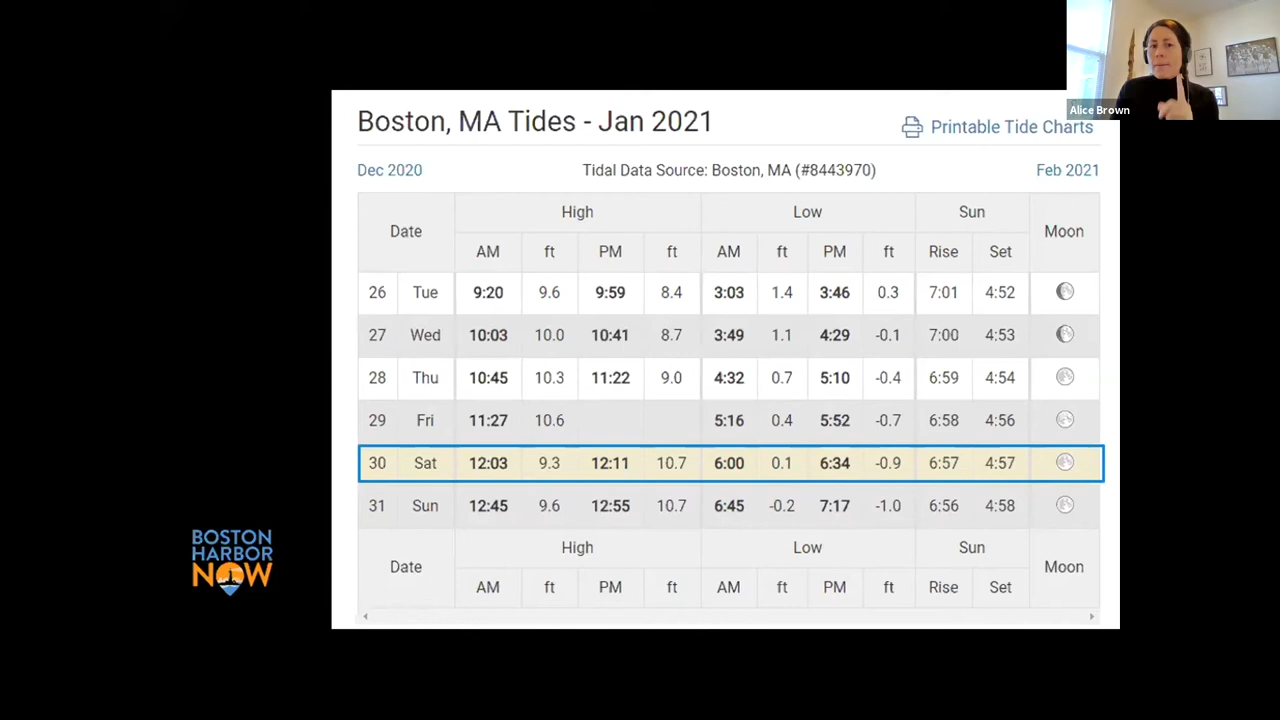 Alice Brown
Boston, MA Tides - Jan 2021
Printable Tide Charts
Dec 2020 Tidal Data Source: Boston, MA (#8443970) Feb 2021
Date High Low Sun Moon
AM ft PM ft AM ft PM ft Rise Set
26 Tue 9:20 9.6 9:59 8.4 3:03 1.4 3:46 0.3 7:01 4:52
27 Wed 10:03 10.0 10:41 8.7 3:49 1.1 4:29 -0.1 7:00 4:53
28 Thu 10:45 10.3 11:22 9.0 4:32 0.7 5:10 -0.4 6:59 4:54
29 Fri 11:27 10.6 5:16 0.4 5:52 -0.7 6:58 4:56
30 Sat 12:03 9.3 12:11 10.7 6:00 0.1 6:34 -0.9 6:57 4:57
31 Sun 12:45 9.6 12:55 10.7 6:45 -0.2 7:17 -1.0 6:56 4:58
Date High Low Sun Moon
AM ft PM ft AM ft PM ft Rise Set
BOSTON
HARBOR
NOW